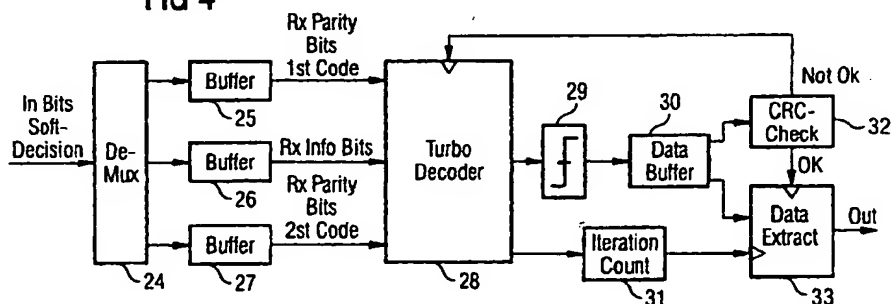 FIG 4
In Bits
Soft-
Decision
De-
Mux
24
Buffer
25
Buffer
26
Buffer
27
Rx Parity
Bits
1st Code
Rx Info Bits
Rx Parity
Bits
2st Code
Turbo
Decoder
28
29
30
Data
Buffer
Iteration
Count
31
Not Ok
CRC-
Check
32
OK
Data
Extract
33
Out